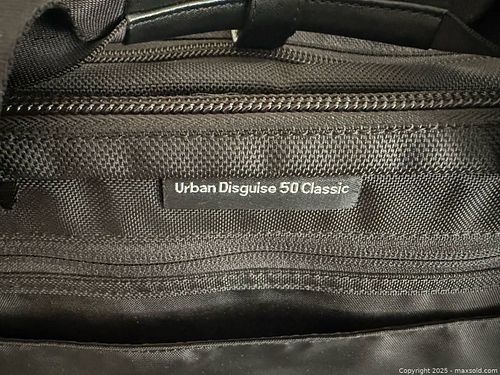 Urban Disguise 50 Classic
Copyright 2025 - maxsold.com